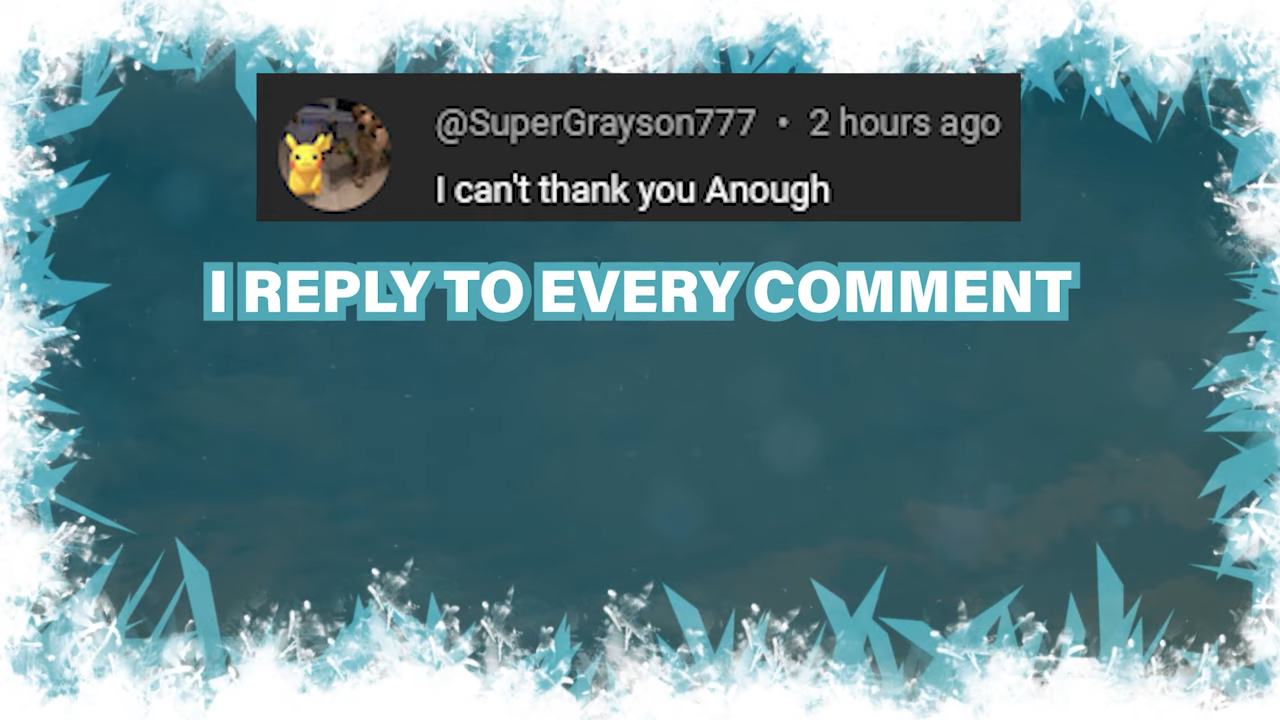 @SuperGrayson777 • 2 hours ago
I can't thank you Anough
I REPLY TO EVERY COMMENT